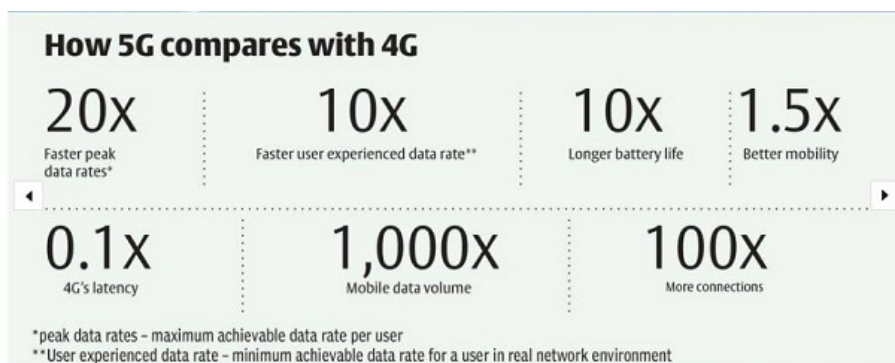 How 5G compares with 4G
20x
Faster peak
data rates*
10x
Faster user experienced data rate**
10x
Longer battery life
1.5x
Better mobility
0.1x
4G's latency
1,000x
Mobile data volume
100x
More connections
*peak data rates – maximum achievable data rate per user
**User experienced data rate – minimum achievable data rate for a user in real network environment